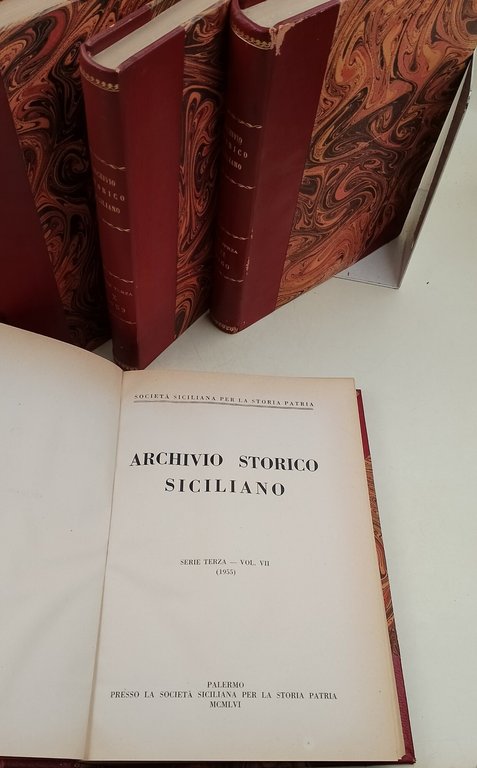 SOCIETÀ SICILIANA PER LA STORIA PATRIA
ARCHIVIO STORICO
SICILIANO
SERIE TERZA — VOL. VII
(1955)
PALERMO
PRESSO LA SOCIETÀ SICILIANA PER LA STORIA PATRIA
MCMLVI